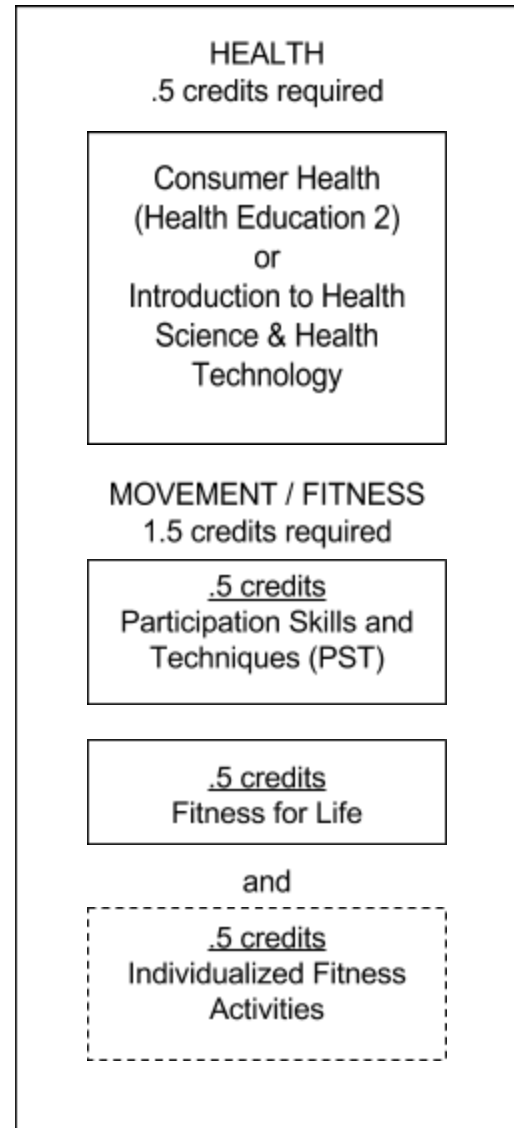 HEALTH
.5 credits required
Consumer Health
(Health Education 2)
or
Introduction to Health
Science & Health
Technology
MOVEMENT / FITNESS
1.5 credits required
.5 credits
Participation Skills and
Techniques (PST)
.5 credits
Fitness for Life
and
.5 credits
Individualized Fitness
Activities